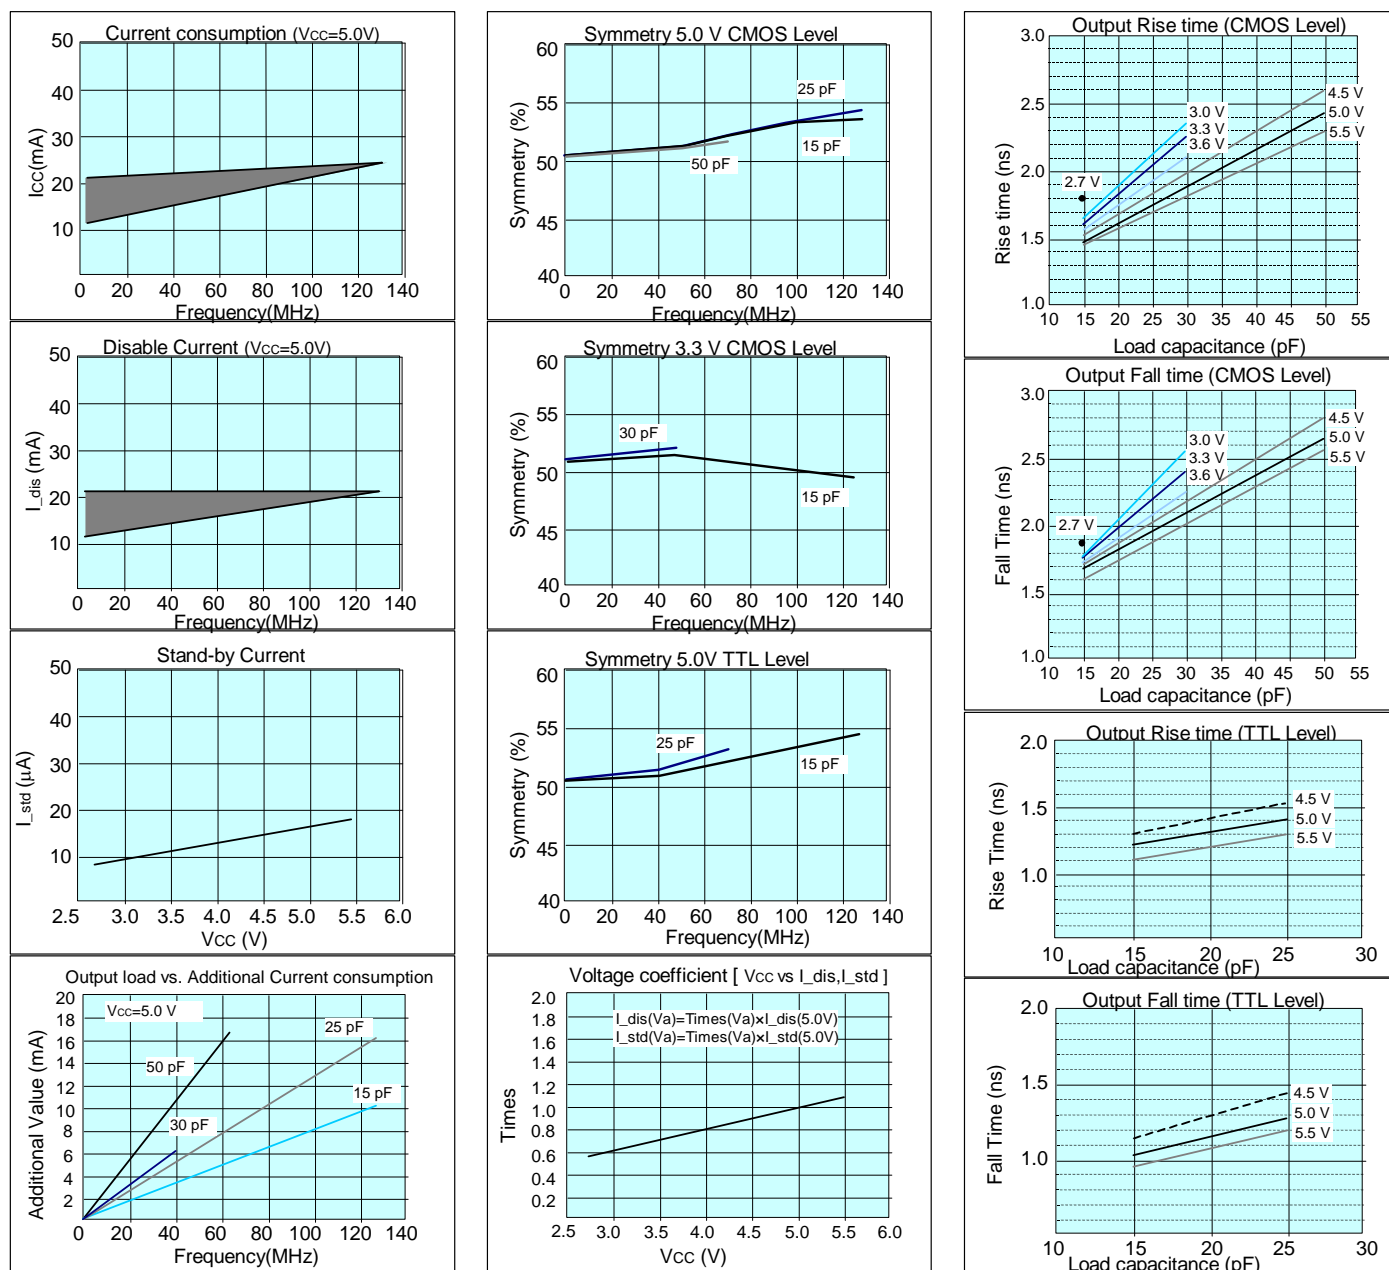 Current consumption (VCC=5.0V)
50
40
30
20
10
ICC(mA)
0 20 40 60 80 100 120 140
Frequency(MHz)
Disable Current (VCC=5.0V)
50
40
30
20
10
I_dis (mA)
0 20 40 60 80 100 120 140
Frequency(MHz)
Stand-by Current
50
40
30
20
10
I_std (µA)
2.5 3.0 3.5 4.0 4.5 5.0 5.5 6.0
VCC (V)
Output load vs. Additional Current consumption
20
18
16
14
12
10
8
6
4
2
Additional Value (mA)
VCC=5.0 V
25 pF
50 pF
15 pF
30 pF
0 20 40 60 80 100 120 140
Frequency(MHz)
Symmetry 5.0 V CMOS Level
60
55
50
45
40
Symmetry (%)
25 pF
15 pF
50 pF
0 20 40 60 80 100 120 140
Frequency(MHz)
Symmetry 3.3 V CMOS Level
60
55
50
45
40
Symmetry (%)
30 pF
15 pF
0 20 40 60 80 100 120 140
Frequency(MHz)
Symmetry 5.0V TTL Level
60
55
50
45
40
Symmetry (%)
25 pF
15 pF
0 20 40 60 80 100 120 140
Frequency(MHz)
Voltage coefficient [ VCC vs I_dis,I_std ]
2.0
1.8
1.6
1.4
1.2
1.0
0.8
0.6
0.4
0.2
Times
I_dis(Va)=Times(Va)×I_dis(5.0V)
I_std(Va)=Times(Va)×I_std(5.0V)
2.5 3.0 3.5 4.0 4.5 5.0 5.5 6.0
VCC (V)
Output Rise time (CMOS Level)
3.0
2.5
2.0
1.5
1.0
Rise time (ns)
4.5 V
3.0 V
5.0 V
3.3 V
5.5 V
3.6 V
2.7 V
10 15 20 25 30 35 40 45 50 55
Load capacitance (pF)
Output Fall time (CMOS Level)
3.0
2.5
2.0
1.5
1.0
Fall Time (ns)
4.5 V
5.0 V
3.0 V
5.5 V
3.3 V
3.6 V
2.7 V
10 15 20 25 30 35 40 45 50 55
Load capacitance (pF)
Output Rise time (TTL Level)
2.0
1.5
1.0
Rise Time (ns)
4.5 V
5.0 V
5.5 V
10 15 20 25 30
Load capacitance (pF)
Output Fall time (TTL Level)
2.0
1.5
1.0
Fall Time (ns)
4.5 V
5.0 V
5.5 V
10 15 20 25 30
Load capacitance (pF)